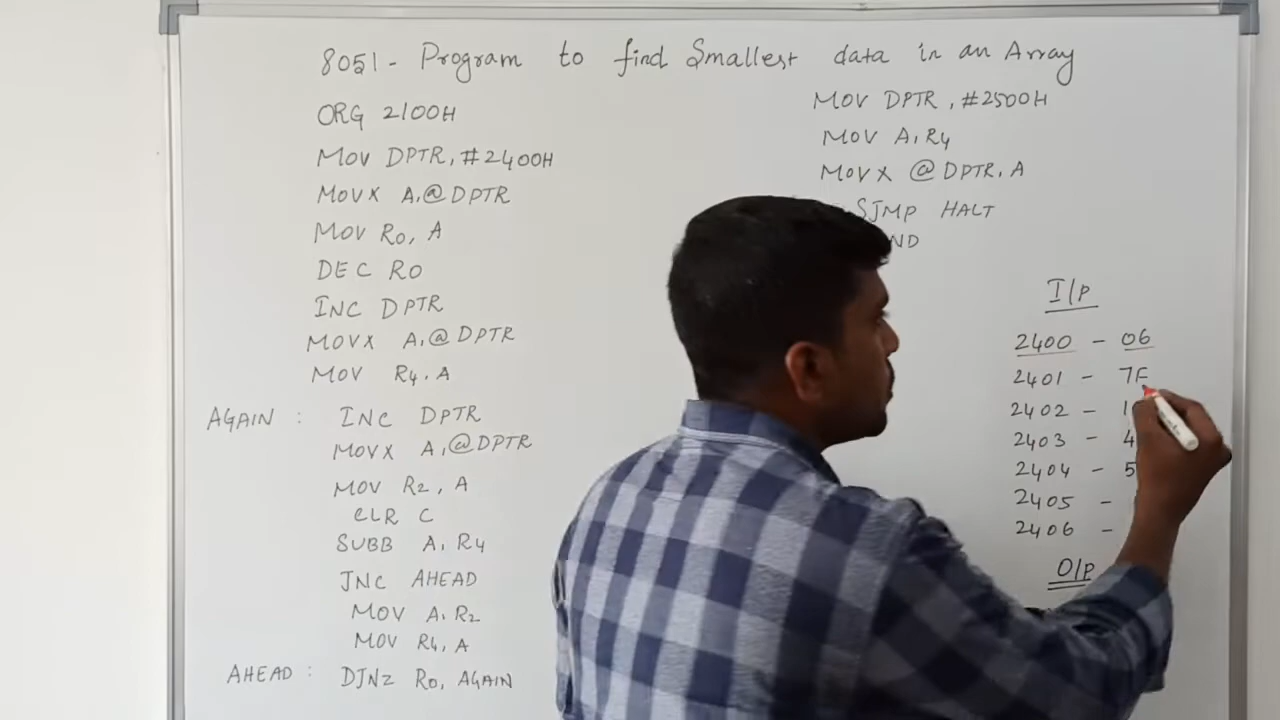 8051 - Program to find Smallest data in an Array
ORG 2100H
MOV DPTR, #2400H
MOVX A,@DPTR
MOV R0, A
DEC R0
INC DPTR
MOVX A,@DPTR
MOV R4, A
AGAIN : INC DPTR
MOVX A,@DPTR
MOV R2, A
CLR C
SUBB A, R4
JNC AHEAD
MOV A, R2
MOV R4, A
AHEAD : DJNZ R0, AGAIN
MOV DPTR, #2500H
MOV A, R4
MOVX @DPTR, A
SJMP HALT
I/p
2400 - 06
2401 - 7F
2402 -
2403 -
2404 -
2405 -
2406 -
O/p